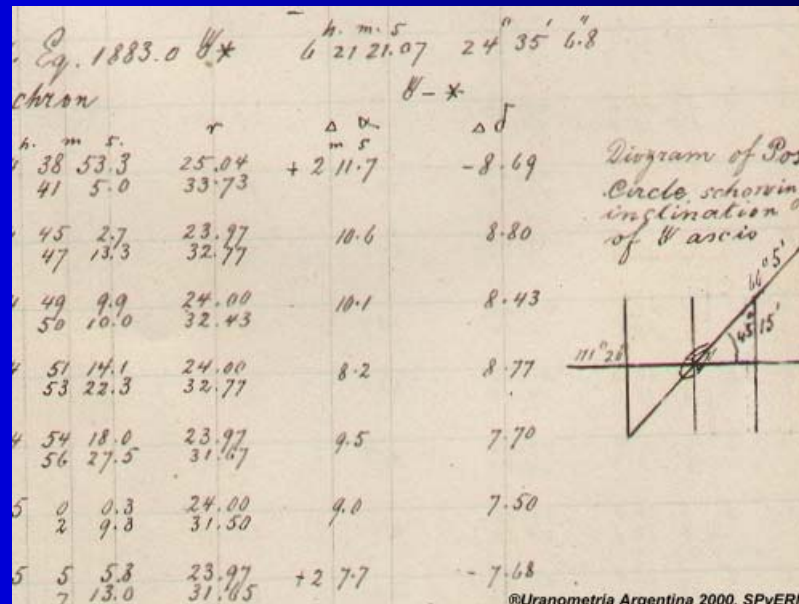 Eq. 1883.0 ☿* 6 21 21.07 24 35' 6.8
h. m. s
chron ☿-*
h. m s. r Δ α Δ δ
m s
38 53.3 25.04 + 2 11.7 -8.69
41 5.0 33.73
45 2.7 23.97 10.6 8.80
47 13.3 32.77
49 9.9 24.00 10.1 8.43
50 10.0 32.43
4 51 14.1 24.00 8.2 8.77
53 22.3 32.77
4 54 18.0 23.97 9.5 7.70
56 27.5 31.67
5 0 0.3 24.00 9.0 7.50
2 9.3 31.50
5 5 5.3 23.97 + 2 7.7 - 7.68
7 13.0 31.65
Diagram of Pos
Circle schowing
inclination
of ☿ ascio
66° 5'
45°
15'
111° 20'
®Uranometria Argentina 2000, SPyERI